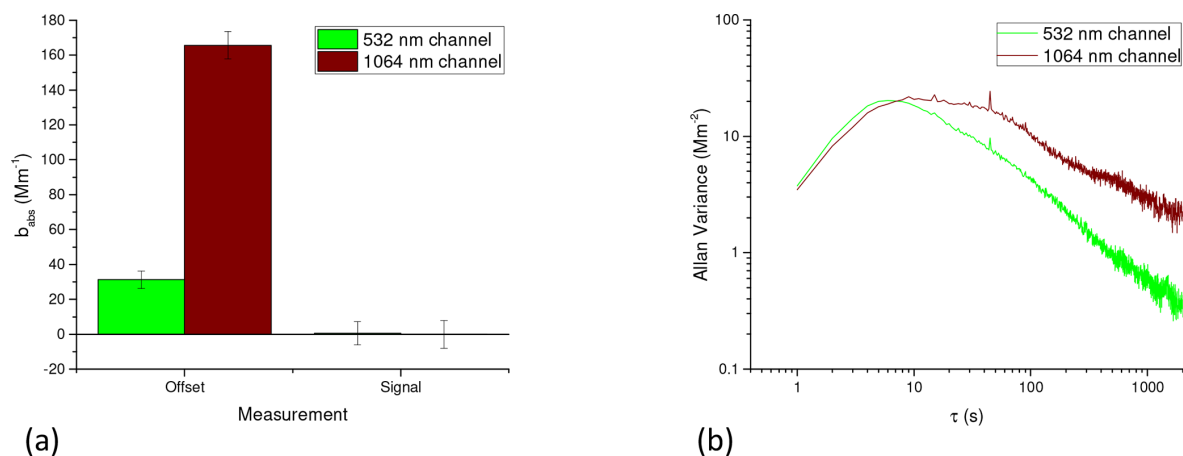 180
160
140
120
100
80
60
40
20
0
-20
b_abs (Mm⁻¹)
532 nm channel
1064 nm channel
Offset
Signal
Measurement
(a)
100
10
1
0.1
Allan Variance (Mm⁻²)
532 nm channel
1064 nm channel
1
10
100
1000
τ (s)
(b)